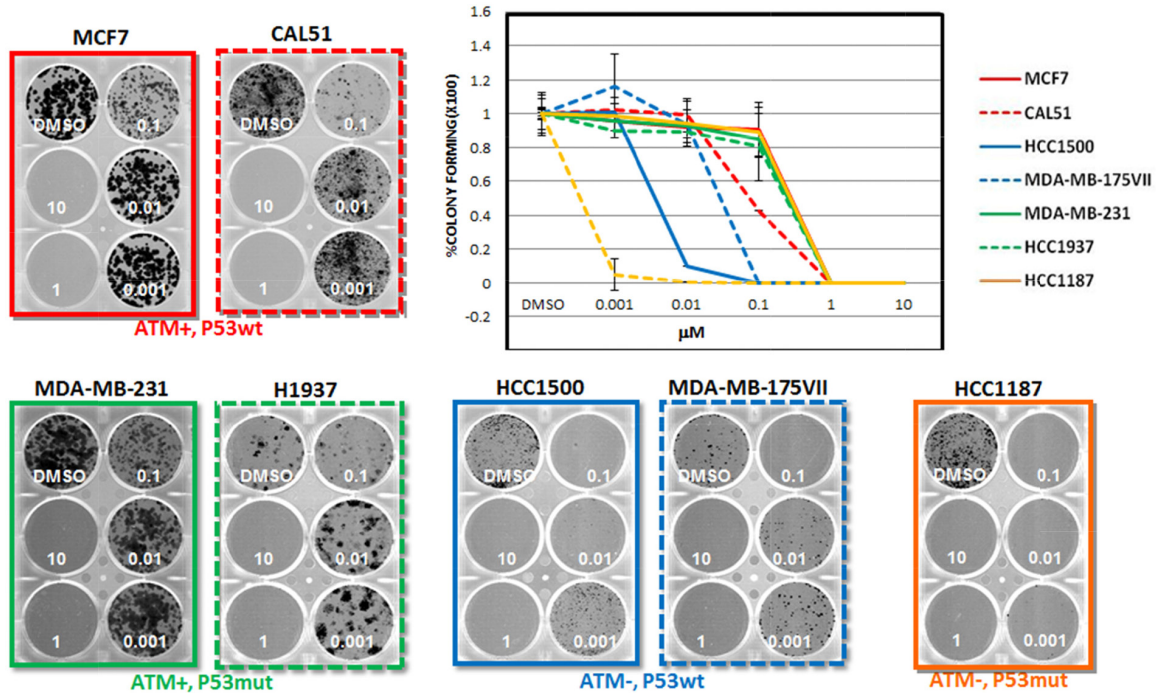 MCF7
CAL51
DMSO
0.1
10
0.01
1
0.001
DMSO
0.1
10
0.01
1
0.001
ATM+, P53wt
1.6
1.4
1.2
1
0.8
0.6
0.4
0.2
0
-0.2
%COLONY FORMING(X100)
DMSO 0.001 0.01 0.1 1 10
µM
MCF7
CAL51
HCC1500
MDA-MB-175VII
MDA-MB-231
HCC1937
HCC1187
MDA-MB-231
H1937
DMSO
0.1
10
0.01
1
0.001
DMSO
0.1
10
0.01
1
0.001
ATM+, P53mut
HCC1500
MDA-MB-175VII
DMSO
0.1
10
0.01
1
0.001
DMSO
0.1
10
0.01
1
0.001
ATM-, P53wt
HCC1187
DMSO
0.1
10
0.01
1
0.001
ATM-, P53mut